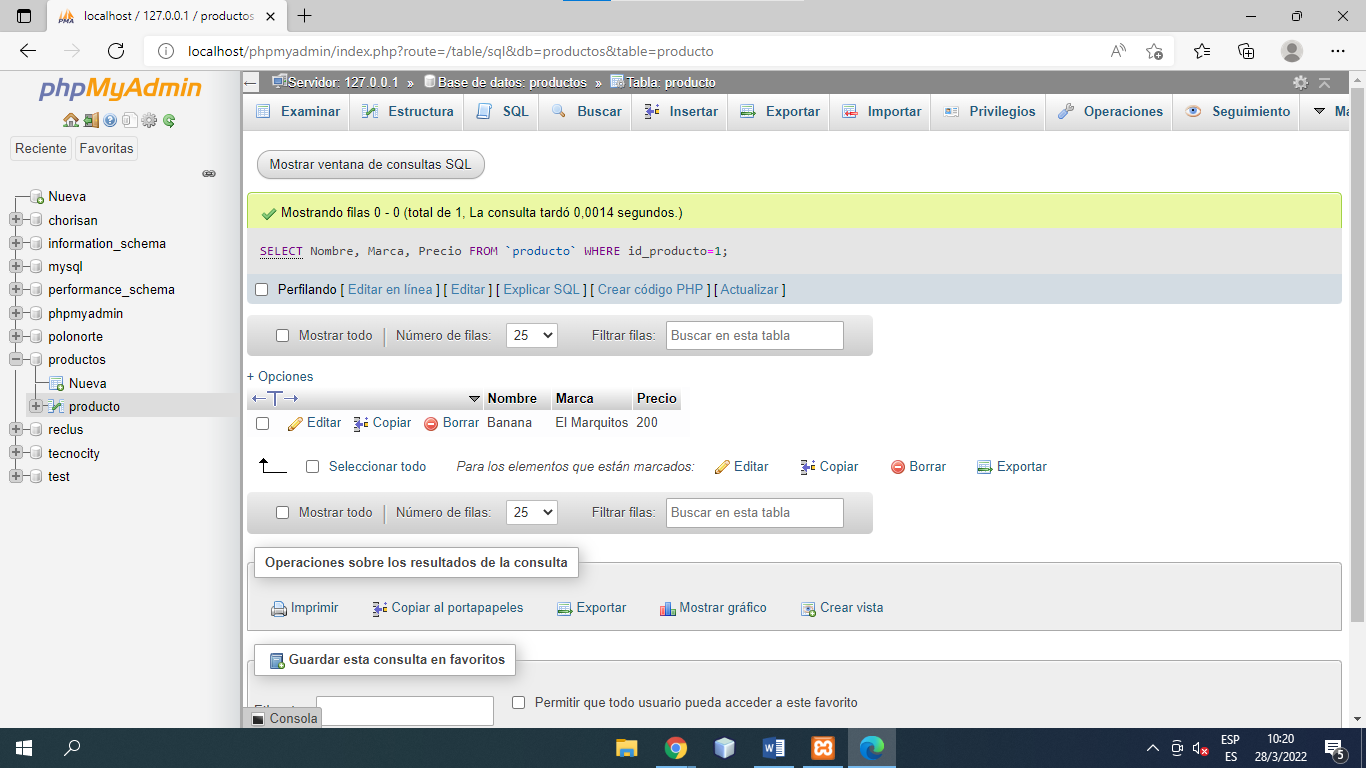 localhost / 127.0.0.1 / productos
localhost/phpmyadmin/index.php?route=/table/sql&db=productos&table=producto
phpMyAdmin
Reciente
Favoritas
Nueva
chorisan
information_schema
mysql
performance_schema
phpmyadmin
polonorte
productos
Nueva
producto
reclus
tecnocity
test
Servidor: 127.0.0.1 » Base de datos: productos » Tabla: producto
Examinar Estructura SQL Buscar Insertar Exportar Importar Privilegios Operaciones Seguimiento
Mostrar ventana de consultas SQL
Mostrando filas 0 - 0 (total de 1, La consulta tardó 0,0014 segundos.)
SELECT Nombre, Marca, Precio FROM `producto` WHERE id_producto=1;
Perfilando [ Editar en línea ] [ Editar ] [ Explicar SQL ] [ Crear código PHP ] [ Actualizar ]
Mostrar todo Número de filas: 25 Filtrar filas: Buscar en esta tabla
+ Opciones
←T→ Nombre Marca Precio
Editar Copiar Borrar Banana El Marquitos 200
Seleccionar todo Para los elementos que están marcados: Editar Copiar Borrar Exportar
Mostrar todo Número de filas: 25 Filtrar filas: Buscar en esta tabla
Operaciones sobre los resultados de la consulta
Imprimir Copiar al portapapeles Exportar Mostrar gráfico Crear vista
Guardar esta consulta en favoritos
Permitir que todo usuario pueda acceder a este favorito
Consola
ESP
ES
10:20
28/3/2022
5